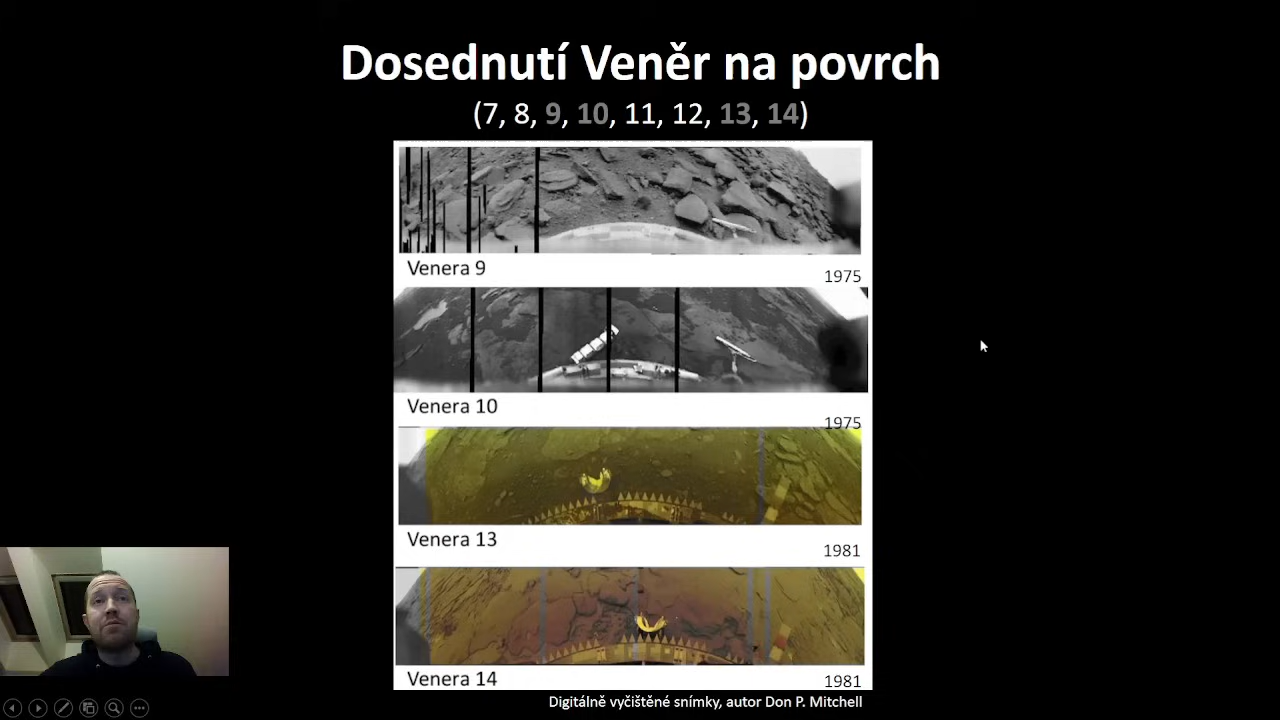 Dosednutí Veněr na povrch
(7, 8, 9, 10, 11, 12, 13, 14)
Venera 9
1975
Venera 10
1975
Venera 13
1981
Venera 14
1981
Digitálně vyčištěné snímky, autor Don P. Mitchell